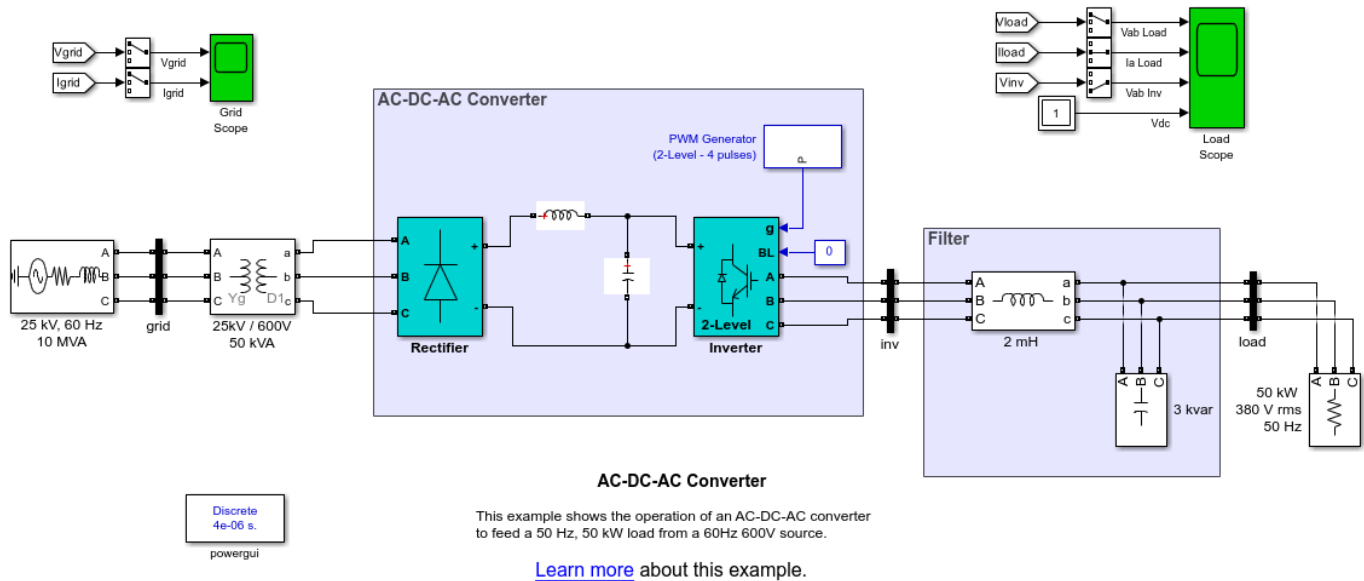 Vgrid
Igrid
Vgrid
Igrid
Grid
Scope
Vload
Iload
Vinv
1
Vab Load
Ia Load
Vab Inv
Vdc
Load
Scope
AC-DC-AC Converter
PWM Generator
(2-Level - 4 pulses)
P
A
B
C
25 kV, 60 Hz
10 MVA
grid
A
B
C
a
b
c
Yg
D1
25kV / 600V
50 kVA
A
B
C
+
-
Rectifier
+
-
g
BL
A
B
C
2-Level
Inverter
0
inv
Filter
A
B
C
a
b
c
2 mH
A B C
3 kvar
load
A B C
50 kW
380 V rms
50 Hz
Discrete
4e-06 s.
powergui
AC-DC-AC Converter
This example shows the operation of an AC-DC-AC converter
to feed a 50 Hz, 50 kW load from a 60Hz 600V source.
Learn more about this example.